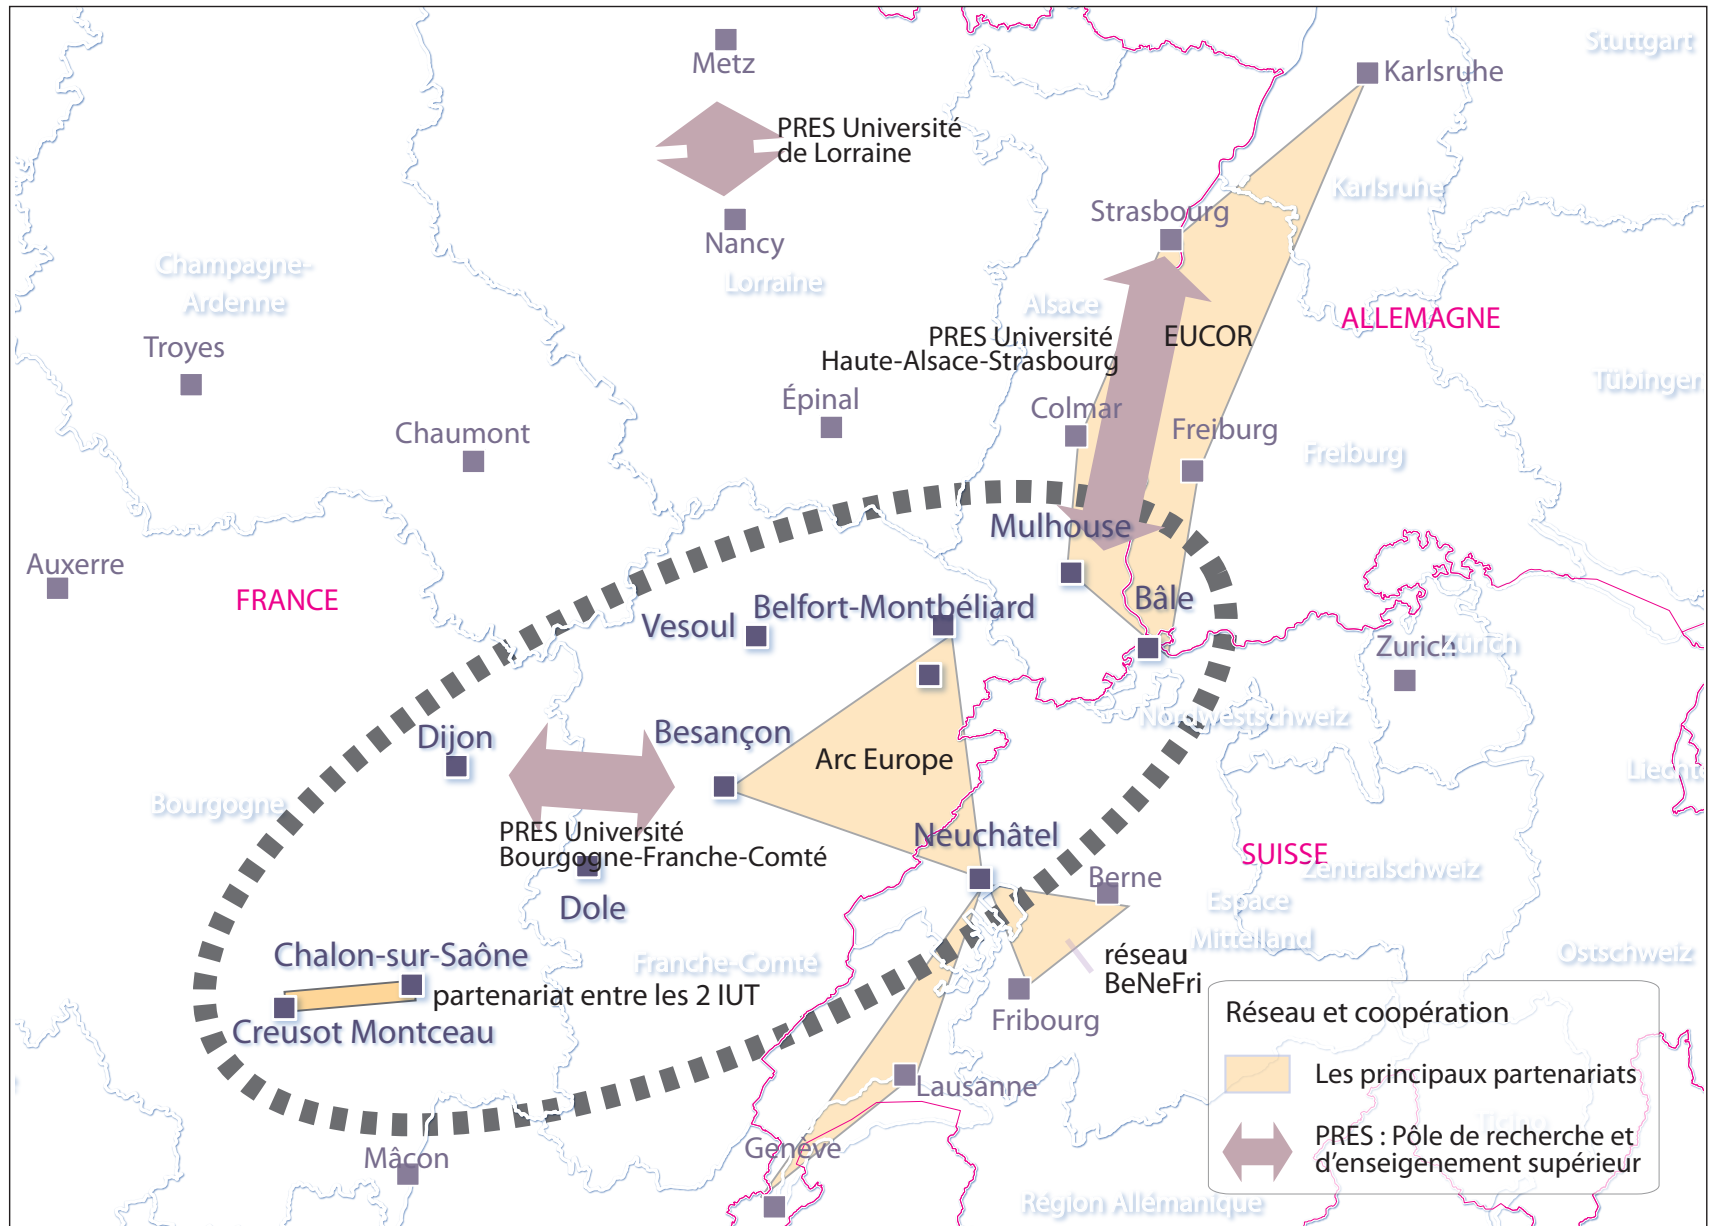 Metz
Stuttgart
Karlsruhe
PRES Université
de Lorraine
Karlsruhe
Strasbourg
Nancy
Champagne-
Ardenne
Lorraine
Alsace
ALLEMAGNE
PRES Université
Haute-Alsace-Strasbourg
EUCOR
Troyes
Tübingen
Épinal
Colmar
Chaumont
Freiburg
Freiburg
Mulhouse
Auxerre
FRANCE
Belfort-Montbéliard
Vesoul
Bâle
Zurich
Zürich
Nordwestschweiz
Dijon
Besançon
Arc Europe
Liechte
Bourgogne
PRES Université
Bourgogne-Franche-Comté
Neuchâtel
SUISSE
Zentralschweiz
Berne
Espace
Mittelland
Dole
Chalon-sur-Saône
Franche-Comté
réseau
BeNeFri
Ostschweiz
partenariat entre les 2 IUT
Creusot Montceau
Fribourg
Réseau et coopération
Les principaux partenariats
Lausanne
Ticino
PRES : Pôle de recherche et
d'enseigenement supérieur
Genève
Mâcon
Région Allémanique